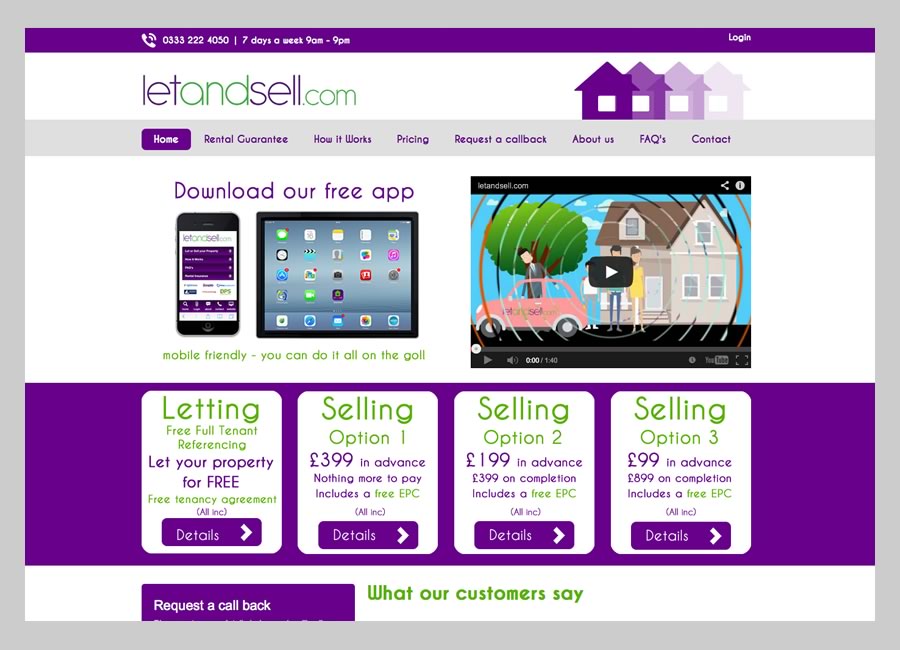 0333 222 4050 | 7 days a week 9am - 9pm
Login
letandsell.com
Home
Rental Guarantee
How it Works
Pricing
Request a callback
About us
FAQ's
Contact
Download our free app
letandsell.com
mobile friendly - you can do it all on the go!!
letandsell.com
letandsell.com
0:00 / 1:40
YouTube
Letting
Free Full Tenant
Referencing
Let your property
for FREE
Free tenancy agreement
(All inc)
Details
Selling
Option 1
£399 in advance
Nothing more to pay
Includes a free EPC
(All inc)
Details
Selling
Option 2
£199 in advance
£399 on completion
Includes a free EPC
(All inc)
Details
Selling
Option 3
£99 in advance
£899 on completion
Includes a free EPC
(All inc)
Details
Request a call back
What our customers say